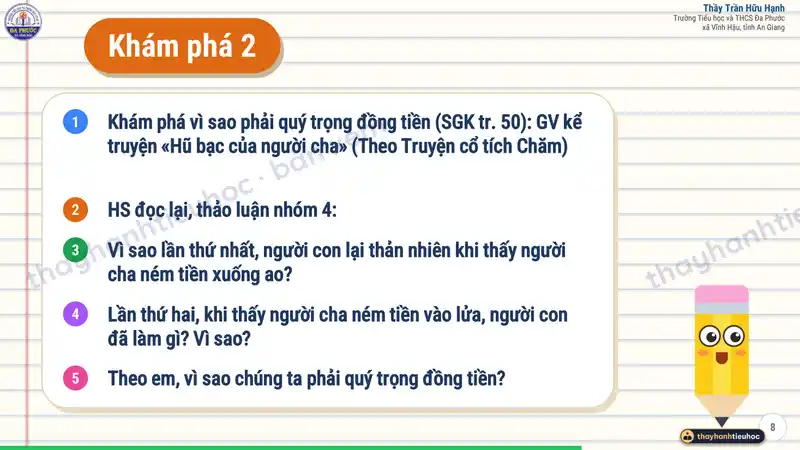 Thầy Trần Hữu Hạnh
Trường Tiểu học và THCS Đa Phước
xã Vĩnh Hậu, tỉnh An Giang
ĐA PHƯỚC
Khám phá 2
1 Khám phá vì sao phải quý trọng đồng tiền (SGK tr. 50): GV kể
truyện «Hũ bạc của người cha» (Theo Truyện cổ tích Chăm)
2 HS đọc lại, thảo luận nhóm 4:
3 Vì sao lần thứ nhất, người con lại thản nhiên khi thấy người
cha ném tiền xuống ao?
4 Lần thứ hai, khi thấy người cha ném tiền vào lửa, người con
đã làm gì? Vì sao?
5 Theo em, vì sao chúng ta phải quý trọng đồng tiền?
thayhanhtieuhoc
8